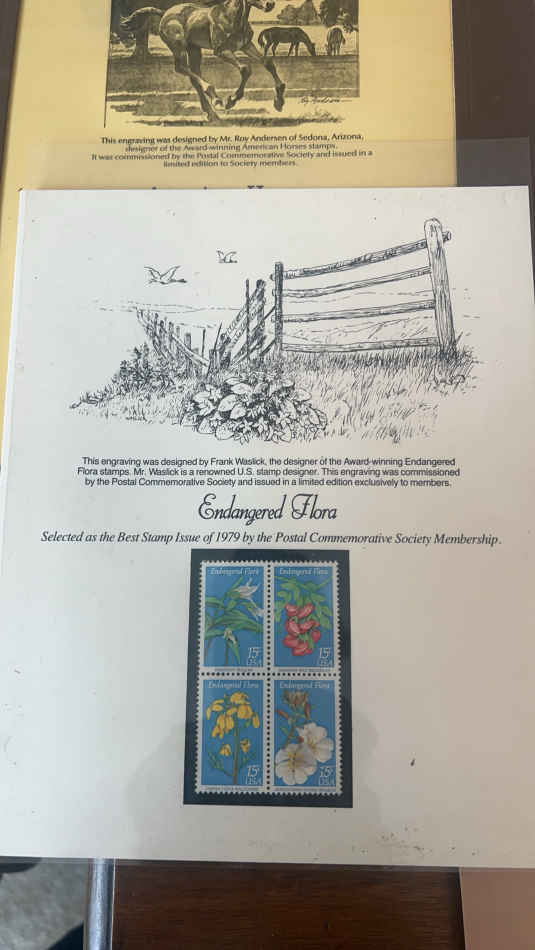 Roy Andersen
This engraving was designed by Mr. Roy Andersen of Sedona, Arizona,
designer of the Award-winning American Horses stamps.
It was commissioned by the Postal Commemorative Society and issued in a
limited edition to Society members.
This engraving was designed by Frank Waslick, the designer of the Award-winning Endangered
Flora stamps. Mr. Waslick is a renowned U.S. stamp designer. This engraving was commissioned
by the Postal Commemorative Society and issued in a limited edition exclusively to members.
Endangered Flora
Selected as the Best Stamp Issue of 1979 by the Postal Commemorative Society Membership.
Endangered Flora
15c
USA
Endangered Flora
15c
USA
Endangered Flora
15c
USA
Endangered Flora
15c
USA